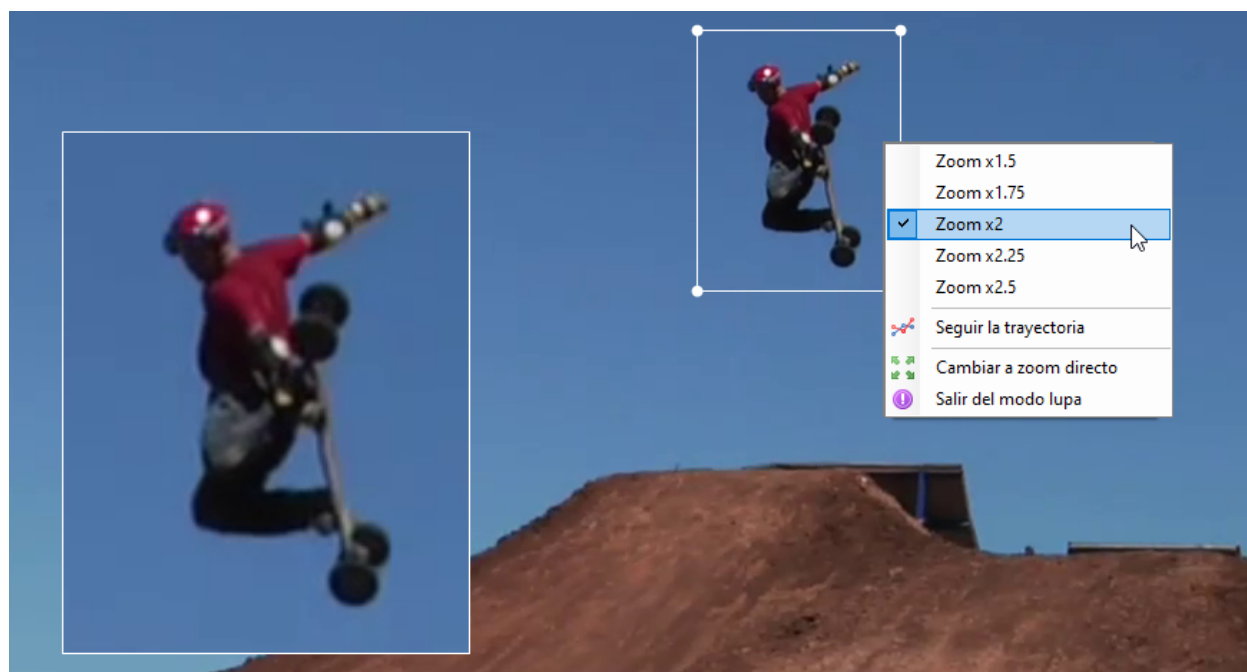 Zoom x1.5
Zoom x1.75
Zoom x2
Zoom x2.25
Zoom x2.5
Seguir la trayectoria
Cambiar a zoom directo
Salir del modo lupa